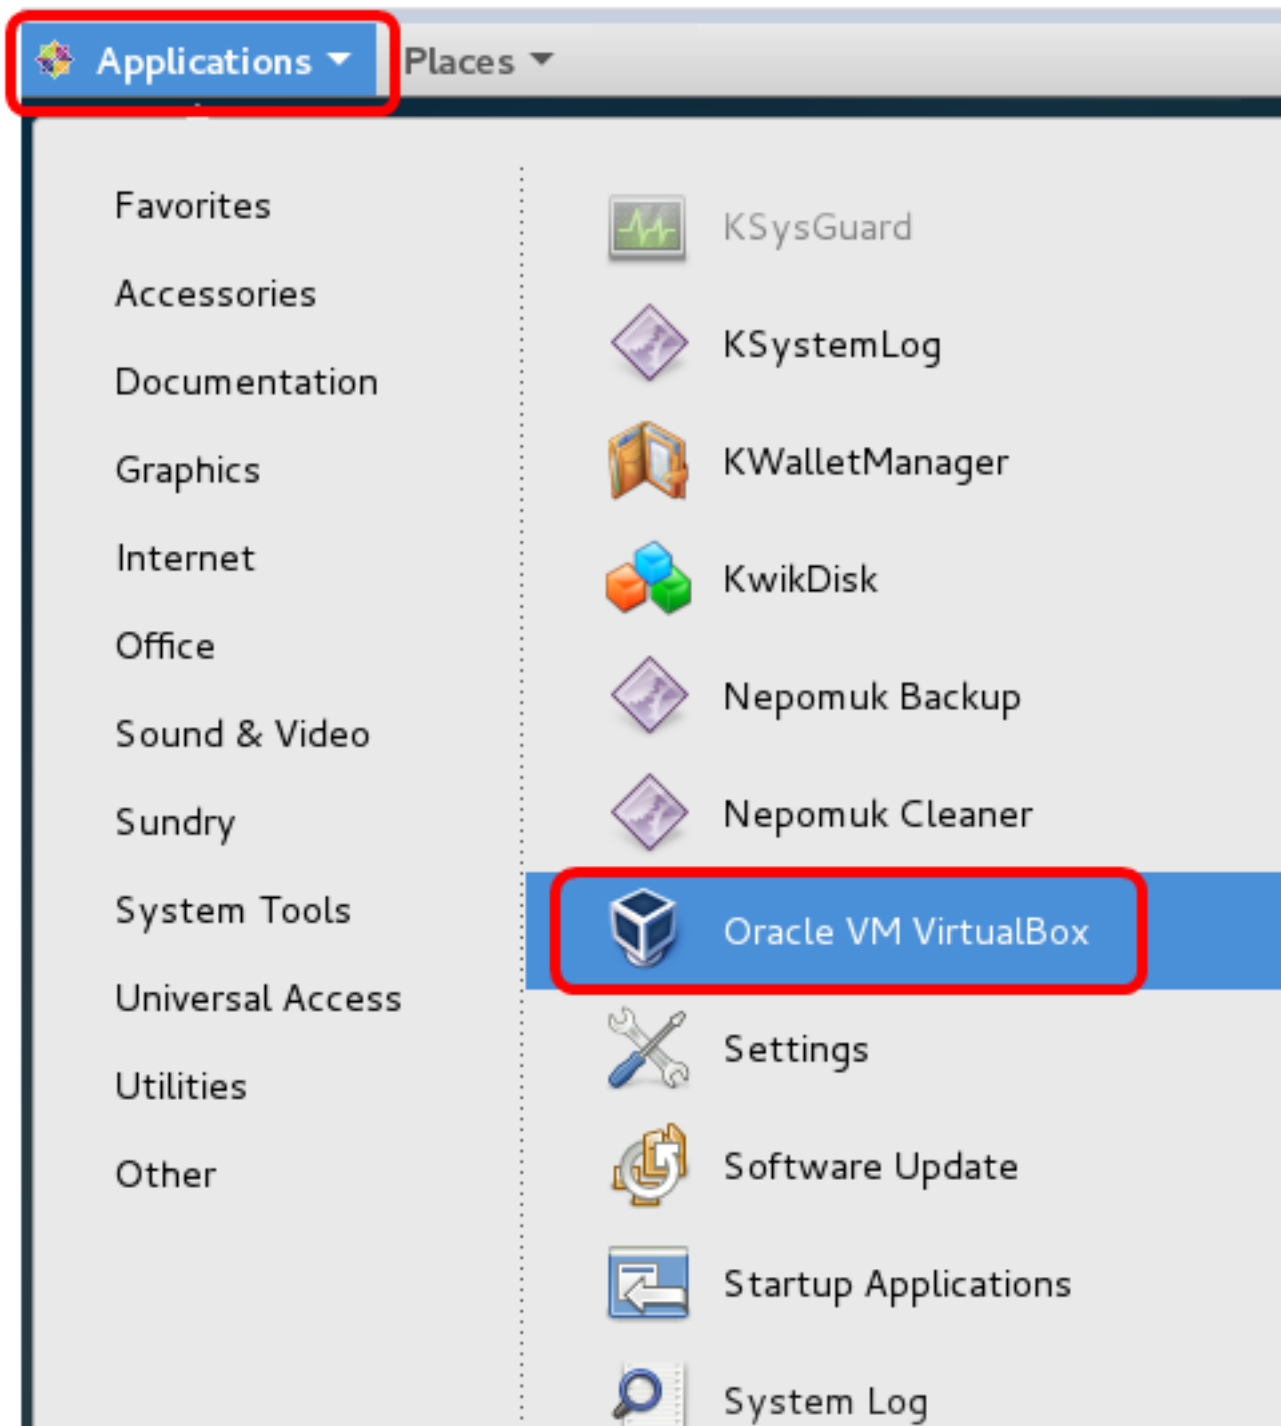 Applications Places
Favorites
Accessories
Documentation
Graphics
Internet
Office
Sound & Video
Sundry
System Tools
Universal Access
Utilities
Other
KSysGuard
KSystemLog
KWalletManager
KwikDisk
Nepomuk Backup
Nepomuk Cleaner
Oracle VM VirtualBox
Settings
Software Update
Startup Applications
System Log